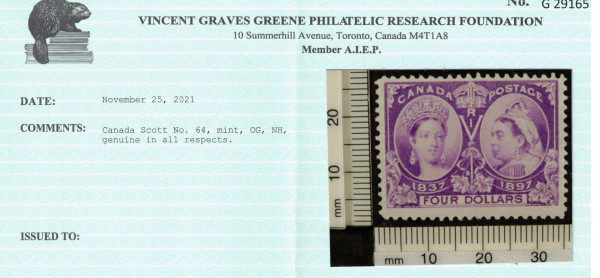 No. G 29165
VINCENT GRAVES GREENE PHILATELIC RESEARCH FOUNDATION
10 Summerhill Avenue, Toronto, Canada M4T1A8
Member A.I.E.P.
DATE: November 25, 2021
COMMENTS: Canada Scott No. 64, mint, OG, NH,
genuine in all respects.
CANADA
V R
1837 1897
FOUR DOLLARS
20
10
mm
mm 10 20 30
ISSUED TO: